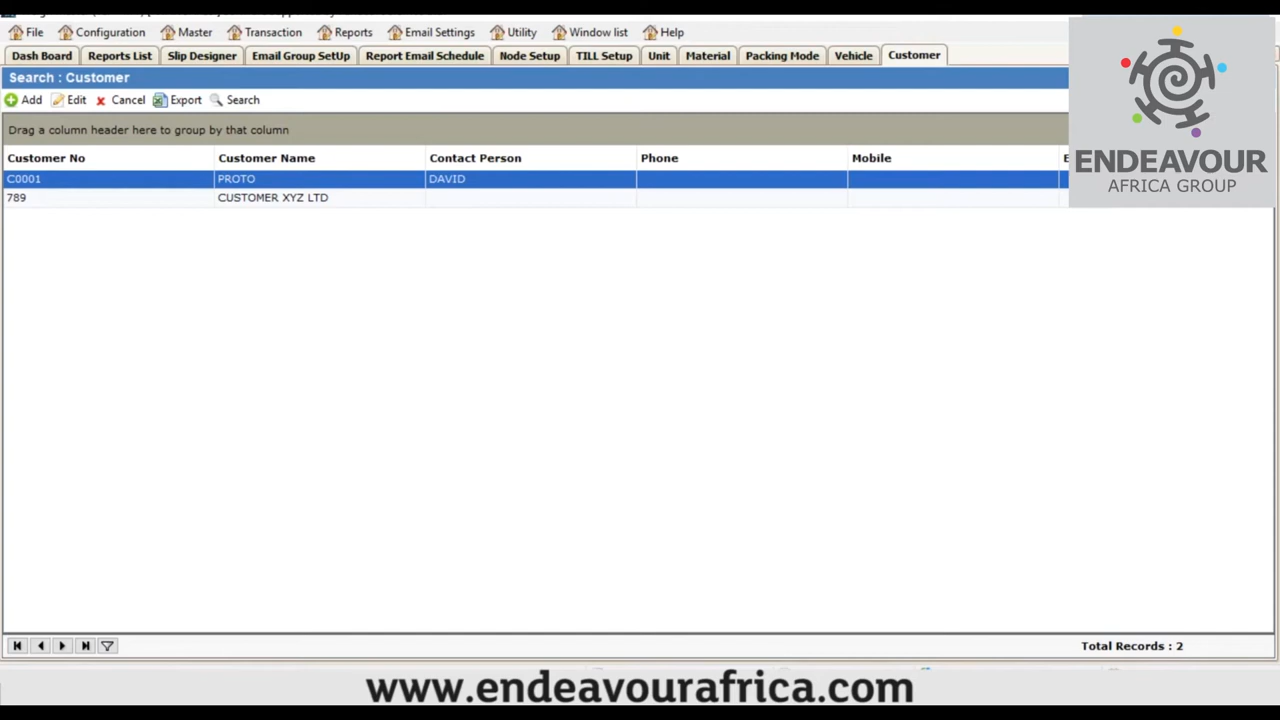 File Configuration Master Transaction Reports Email Settings Utility Window list Help
Dash Board Reports List Slip Designer Email Group SetUp Report Email Schedule Node Setup TILL Setup Unit Material Packing Mode Vehicle Customer
Search : Customer
Add Edit Cancel Export Search
Drag a column header here to group by that column
Customer No Customer Name Contact Person Phone Mobile
C0001 PROTO DAVID
789 CUSTOMER XYZ LTD
ENDEAVOUR
AFRICA GROUP
Total Records : 2
www.endeavourafrica.com